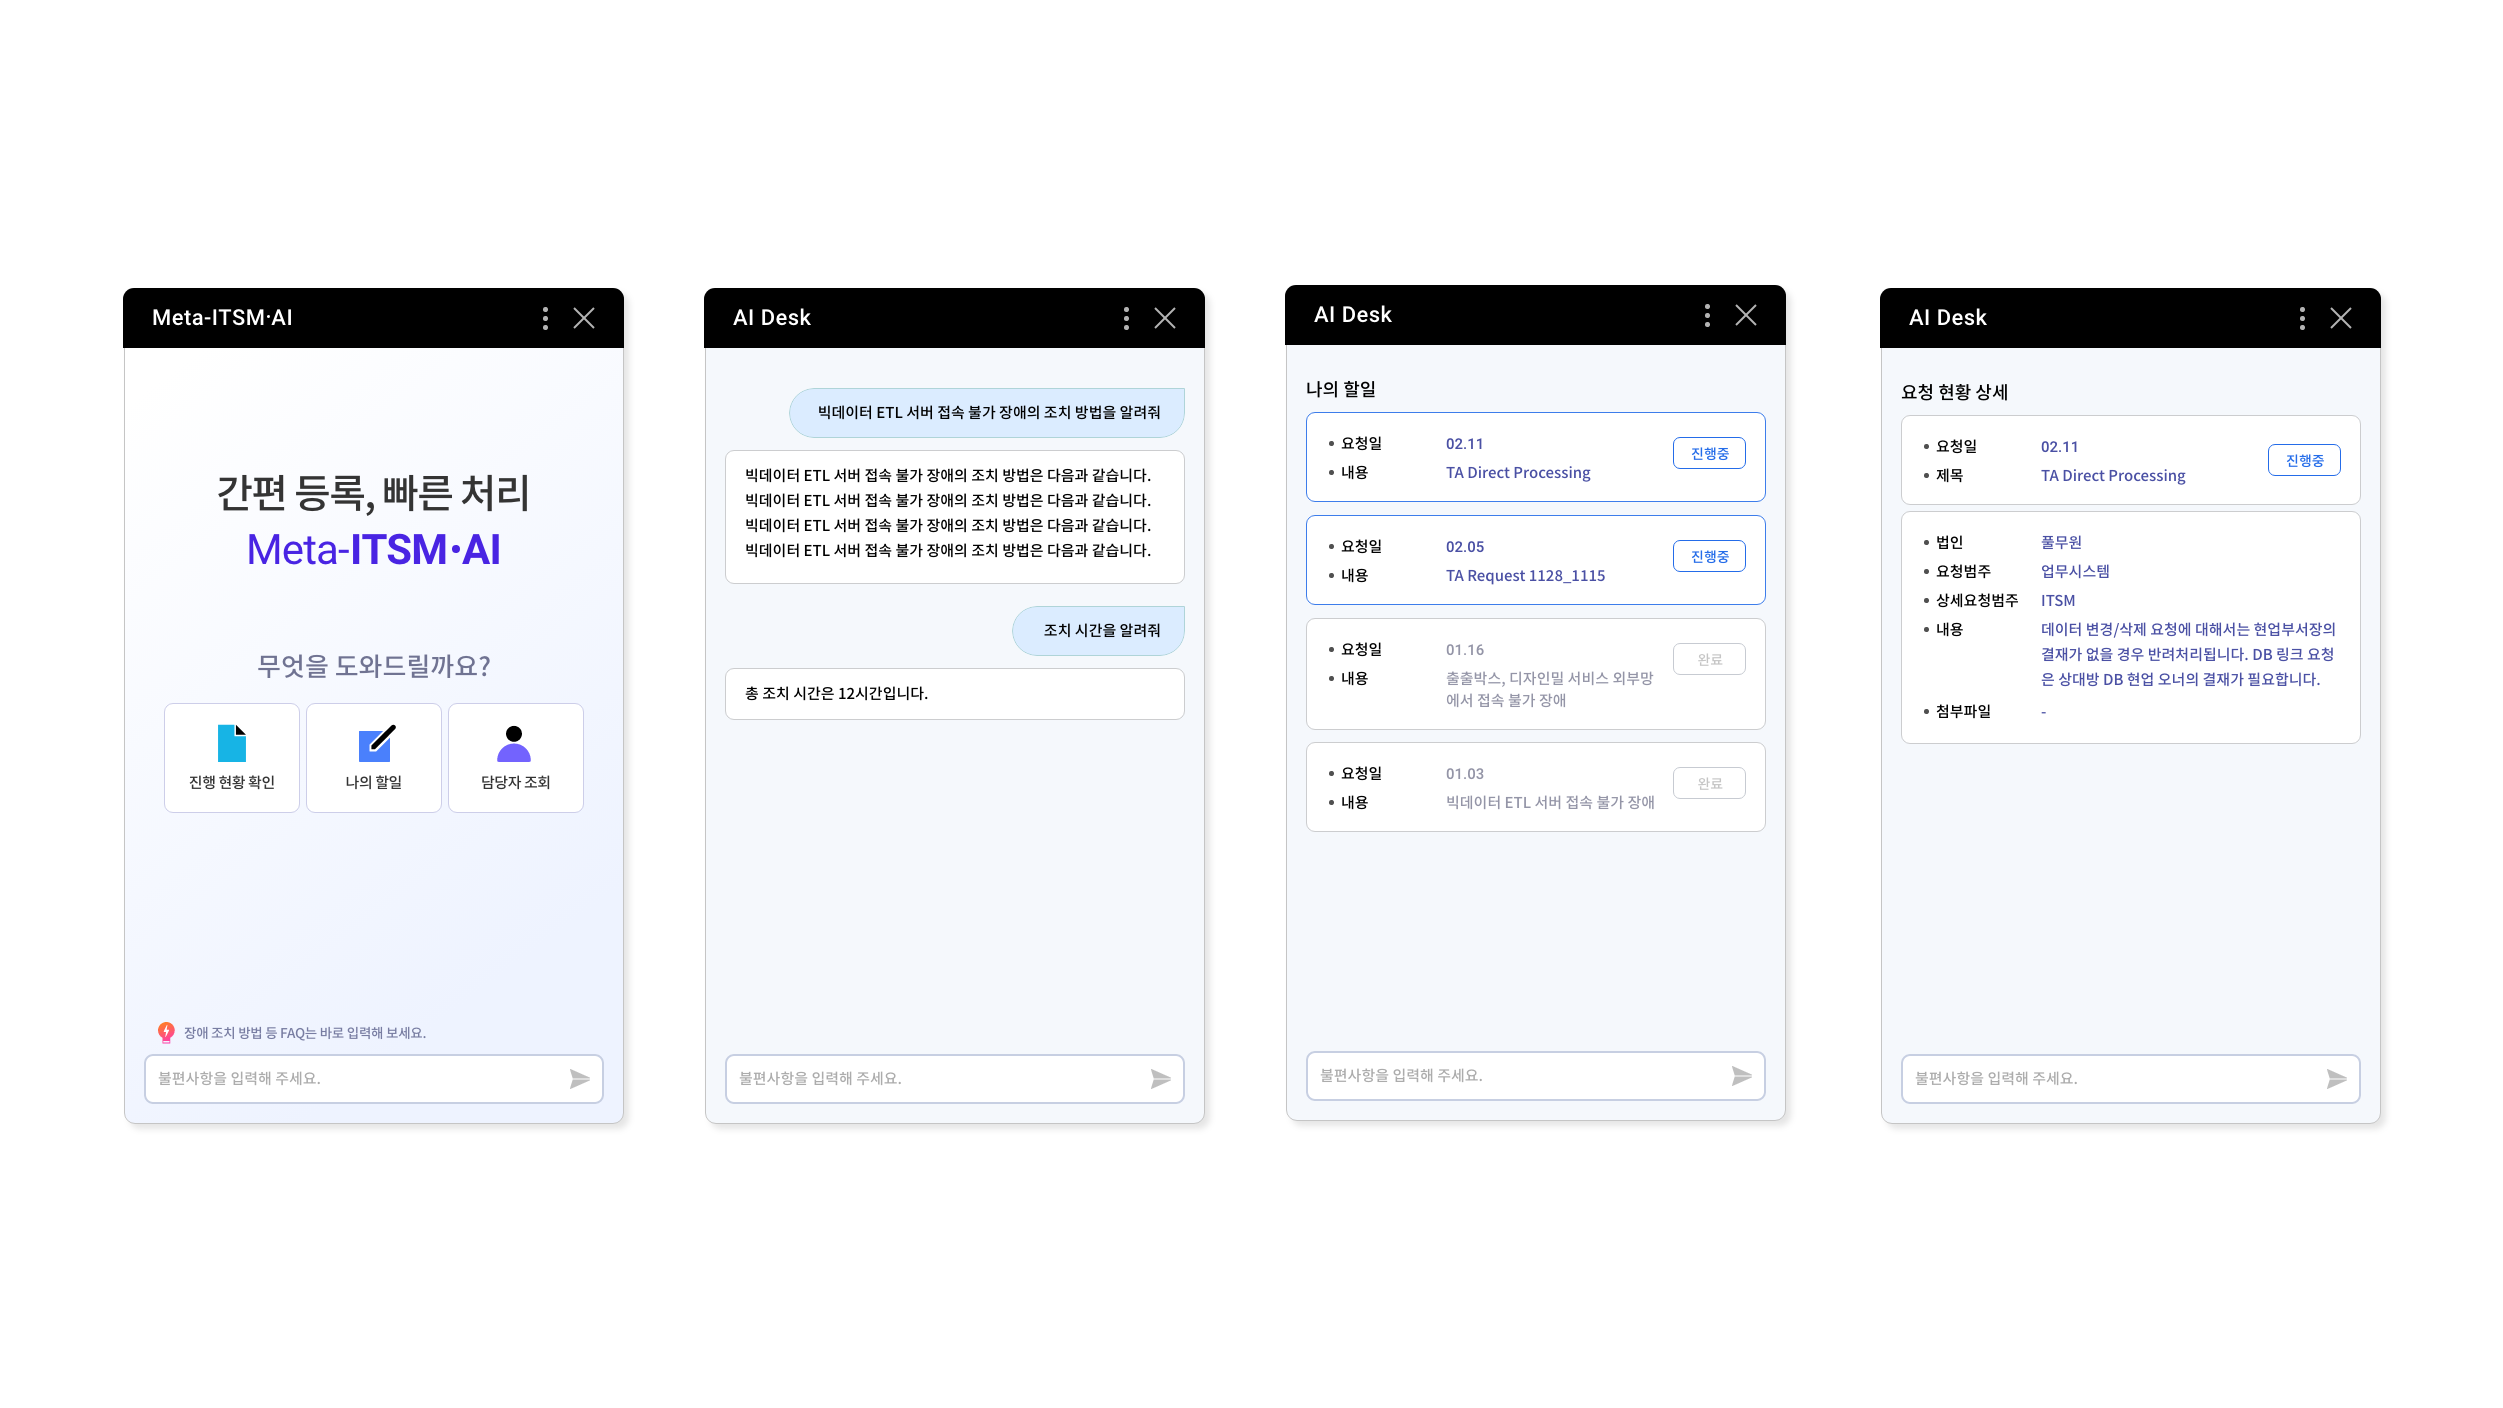 Meta-ITSM·AI
간편 등록, 빠른 처리
Meta-ITSM·AI
무엇을 도와드릴까요?
진행 현황 확인
나의 할일
담당자 조회
장애 조치 방법 등 FAQ는 바로 입력해 보세요.
불편사항을 입력해 주세요.
AI Desk
빅데이터 ETL 서버 접속 불가 장애의 조치 방법을 알려줘
빅데이터 ETL 서버 접속 불가 장애의 조치 방법은 다음과 같습니다.
빅데이터 ETL 서버 접속 불가 장애의 조치 방법은 다음과 같습니다.
빅데이터 ETL 서버 접속 불가 장애의 조치 방법은 다음과 같습니다.
빅데이터 ETL 서버 접속 불가 장애의 조치 방법은 다음과 같습니다.
조치 시간을 알려줘
총 조치 시간은 12시간입니다.
불편사항을 입력해 주세요.
AI Desk
나의 할일
요청일 02.11 진행중
내용 TA Direct Processing
요청일 02.05 진행중
내용 TA Request 1128_1115
요청일 01.16 완료
내용 출출박스, 디자인밀 서비스 외부망
에서 접속 불가 장애
요청일 01.03 완료
내용 빅데이터 ETL 서버 접속 불가 장애
불편사항을 입력해 주세요.
AI Desk
요청 현황 상세
요청일 02.11 진행중
제목 TA Direct Processing
법인 풀무원
요청범주 업무시스템
상세요청범주 ITSM
내용 데이터 변경/삭제 요청에 대해서는 현업부서장의
결재가 없을 경우 반려처리됩니다. DB 링크 요청
은 상대방 DB 현업 오너의 결재가 필요합니다.
첨부파일 -
불편사항을 입력해 주세요.